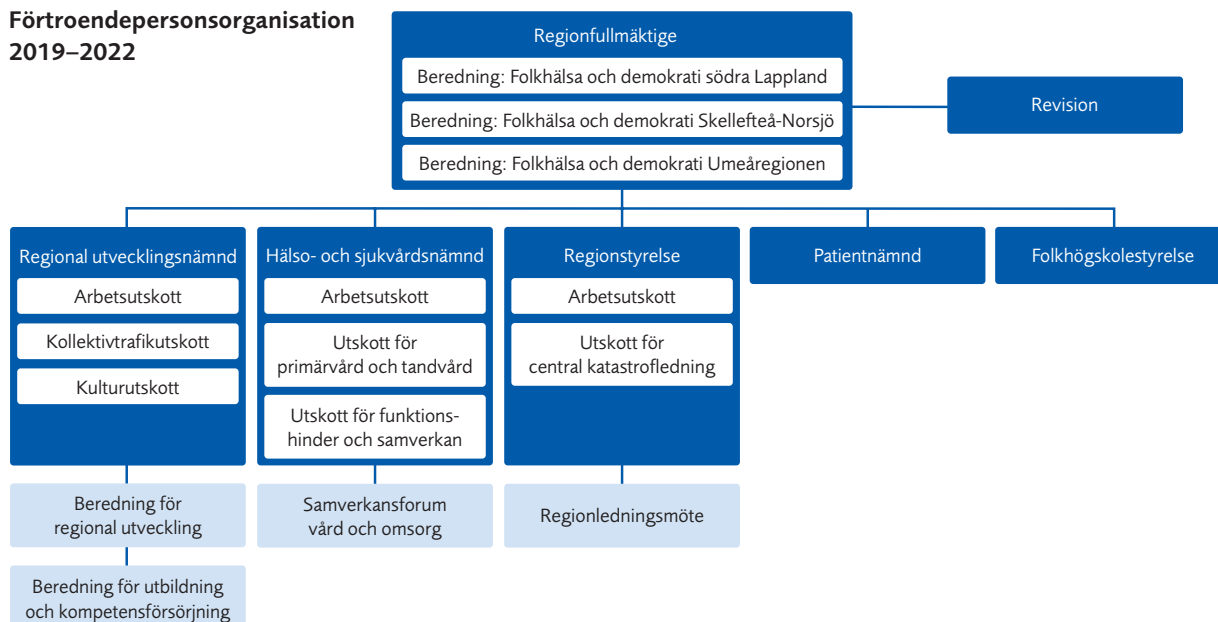 Förtroendepersonsorganisation
2019–2022
Regionfullmäktige
Beredning: Folkhälsa och demokrati södra Lappland
Beredning: Folkhälsa och demokrati Skellefteå-Norsjö
Beredning: Folkhälsa och demokrati Umeåregionen
Revision
Regional utvecklingsnämnd
Arbetsutskott
Kollektivtrafikutskott
Kulturutskott
Beredning för
regional utveckling
Beredning för utbildning
och kompetensförsörjning
Hälso- och sjukvårdsnämnd
Arbetsutskott
Utskott för
primärvård och tandvård
Utskott för funktions-
hinder och samverkan
Samverkansforum
vård och omsorg
Regionstyrelse
Arbetsutskott
Utskott för
central katastrofledning
Regionledningsmöte
Patientnämnd
Folkhögskolestyrelse